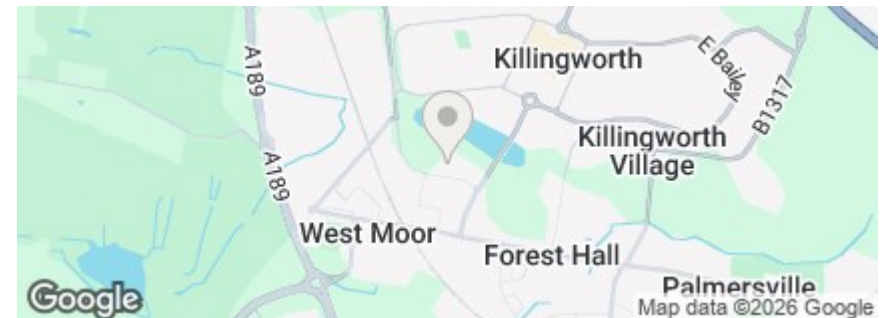 Killingworth
E Bailey
B1317
A189
Killingworth
Village
A189
West Moor
Forest Hall
Palmersville
Google
Map data ©2026 Google